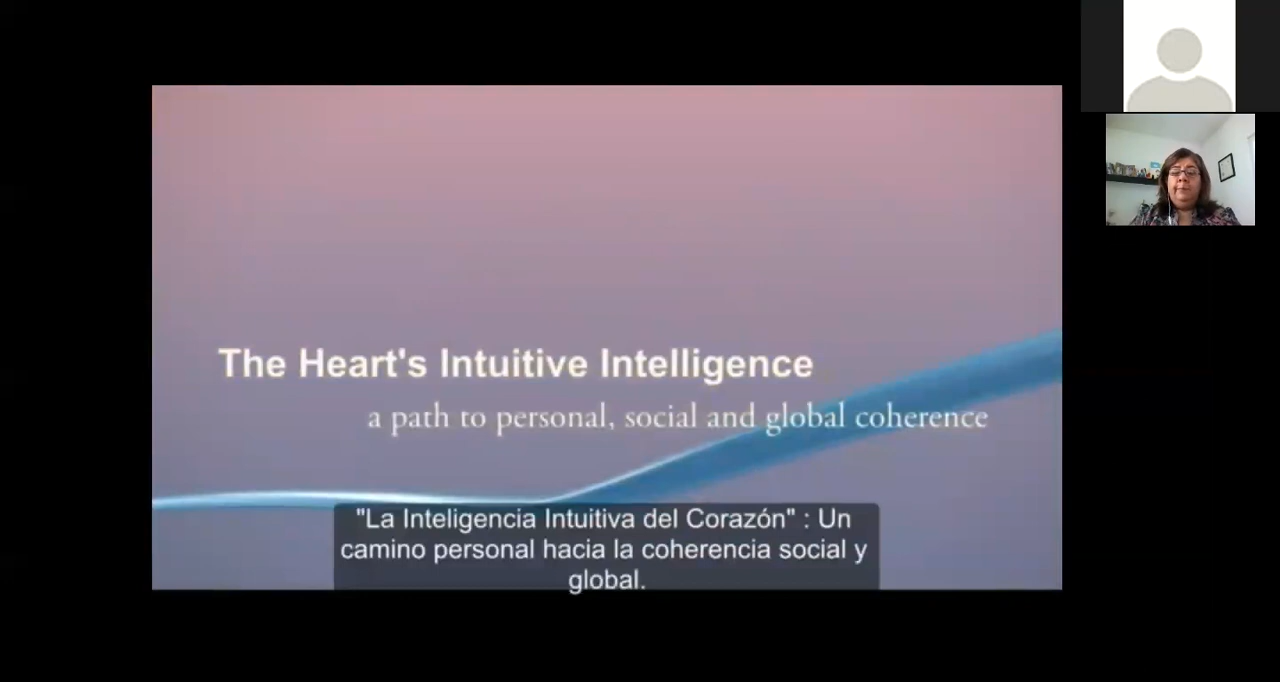 The Heart's Intuitive Intelligence
a path to personal, social and global coherence
"La Inteligencia Intuitiva del Corazón" : Un
camino personal hacia la coherencia social y
global.